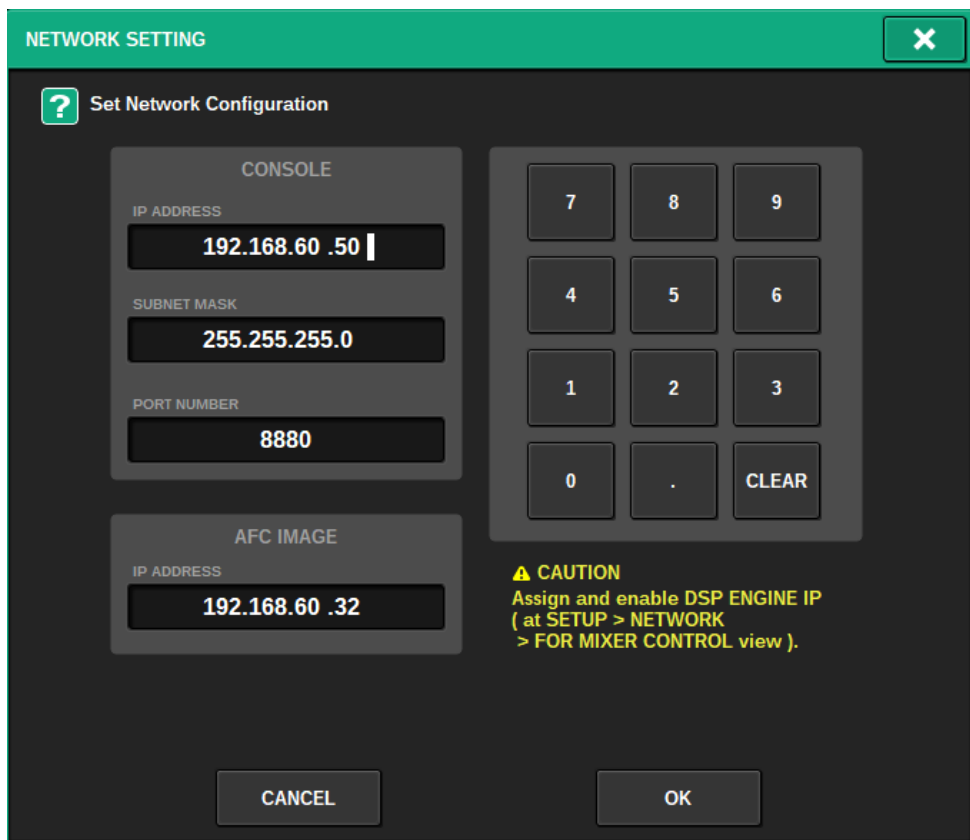 NETWORK SETTING
?
Set Network Configuration
CONSOLE
IP ADDRESS
192.168.60 .50
SUBNET MASK
255.255.255.0
PORT NUMBER
8880
AFC IMAGE
IP ADDRESS
192.168.60 .32
7 8 9
4 5 6
1 2 3
0 . CLEAR
CAUTION
Assign and enable DSP ENGINE IP
( at SETUP > NETWORK
> FOR MIXER CONTROL view ).
CANCEL
OK